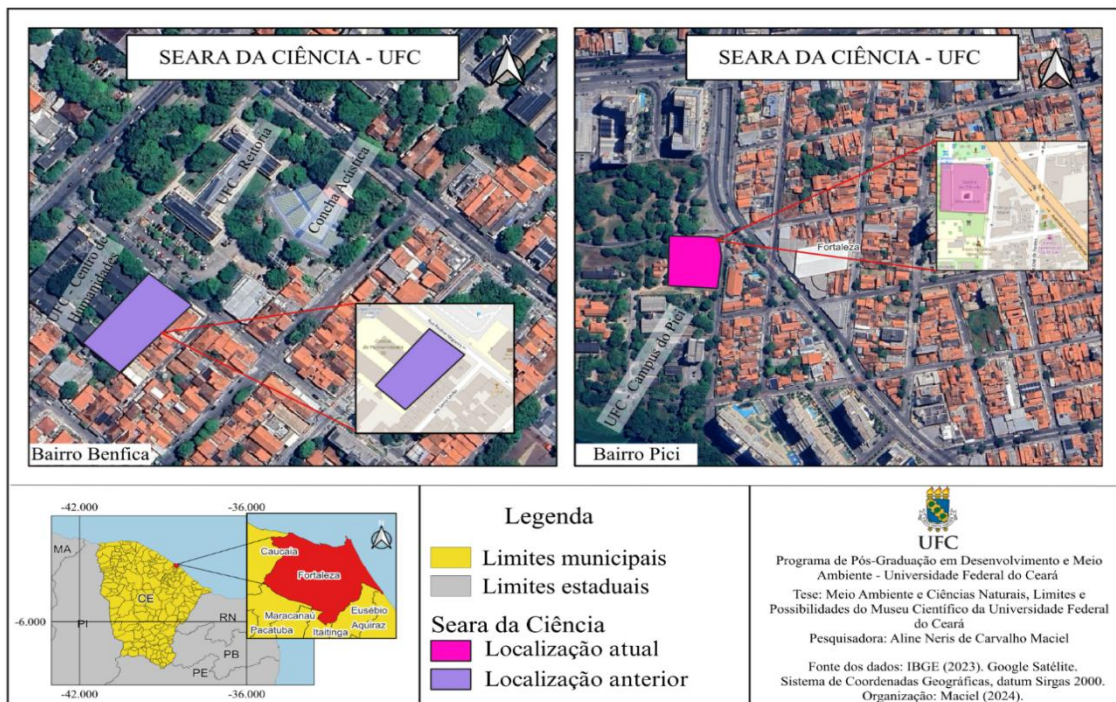 SEARA DA CIÊNCIA - UFC
N
UFC - Reitoria
Concha Acústica
UFC - Centro de
Humanidades
Bairro Benfica
SEARA DA CIÊNCIA - UFC
N
Fortaleza
UFC - Campus do Pici
Bairro Pici
-42.000
-36.000
MA
CE
RN
PI
PB
PE
-6.000
-42.000
-36.000
N
Caucaia
Fortaleza
Maracanaú
Eusébio
Pacatuba
Itaitinga
Aquiraz
Legenda
Limites municipais
Limites estaduais
Seara da Ciência
Localização atual
Localização anterior
UFC
Programa de Pós-Graduação em Desenvolvimento e Meio
Ambiente - Universidade Federal do Ceará
Tese: Meio Ambiente e Ciências Naturais, Limites e
Possibilidades do Museu Científico da Universidade Federal
do Ceará
Pesquisadora: Aline Neris de Carvalho Maciel
Fonte dos dados: IBGE (2023). Google Satélite.
Sistema de Coordenadas Geográficas, datum Sirgas 2000.
Organização: Maciel (2024).